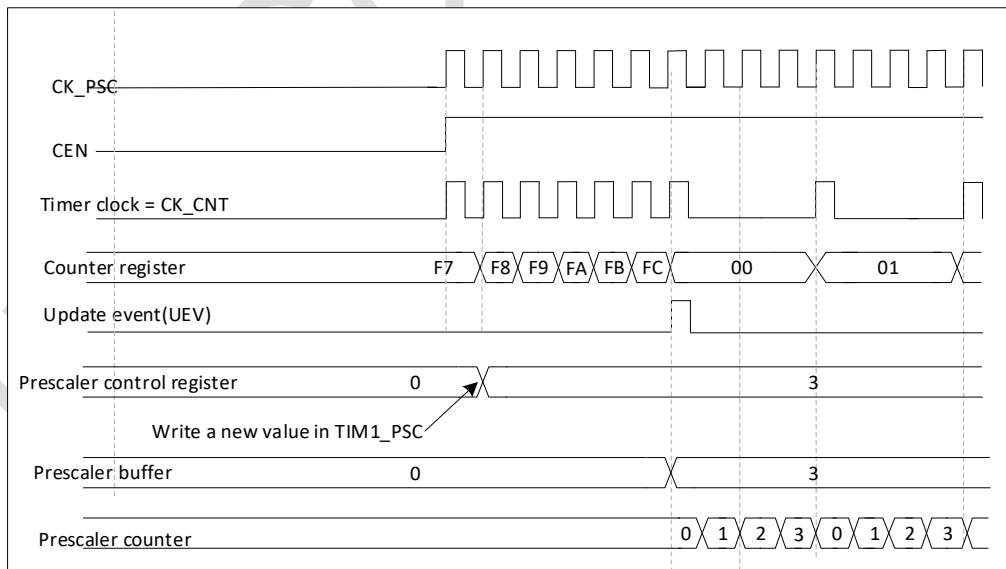 CK_PSC
CEN
Timer clock = CK_CNT
Counter register F7 F8 F9 FA FB FC 00 01
Update event(UEV)
Prescaler control register 0 3
Write a new value in TIM1_PSC
Prescaler buffer 0 3
Prescaler counter 0 1 2 3 0 1 2 3